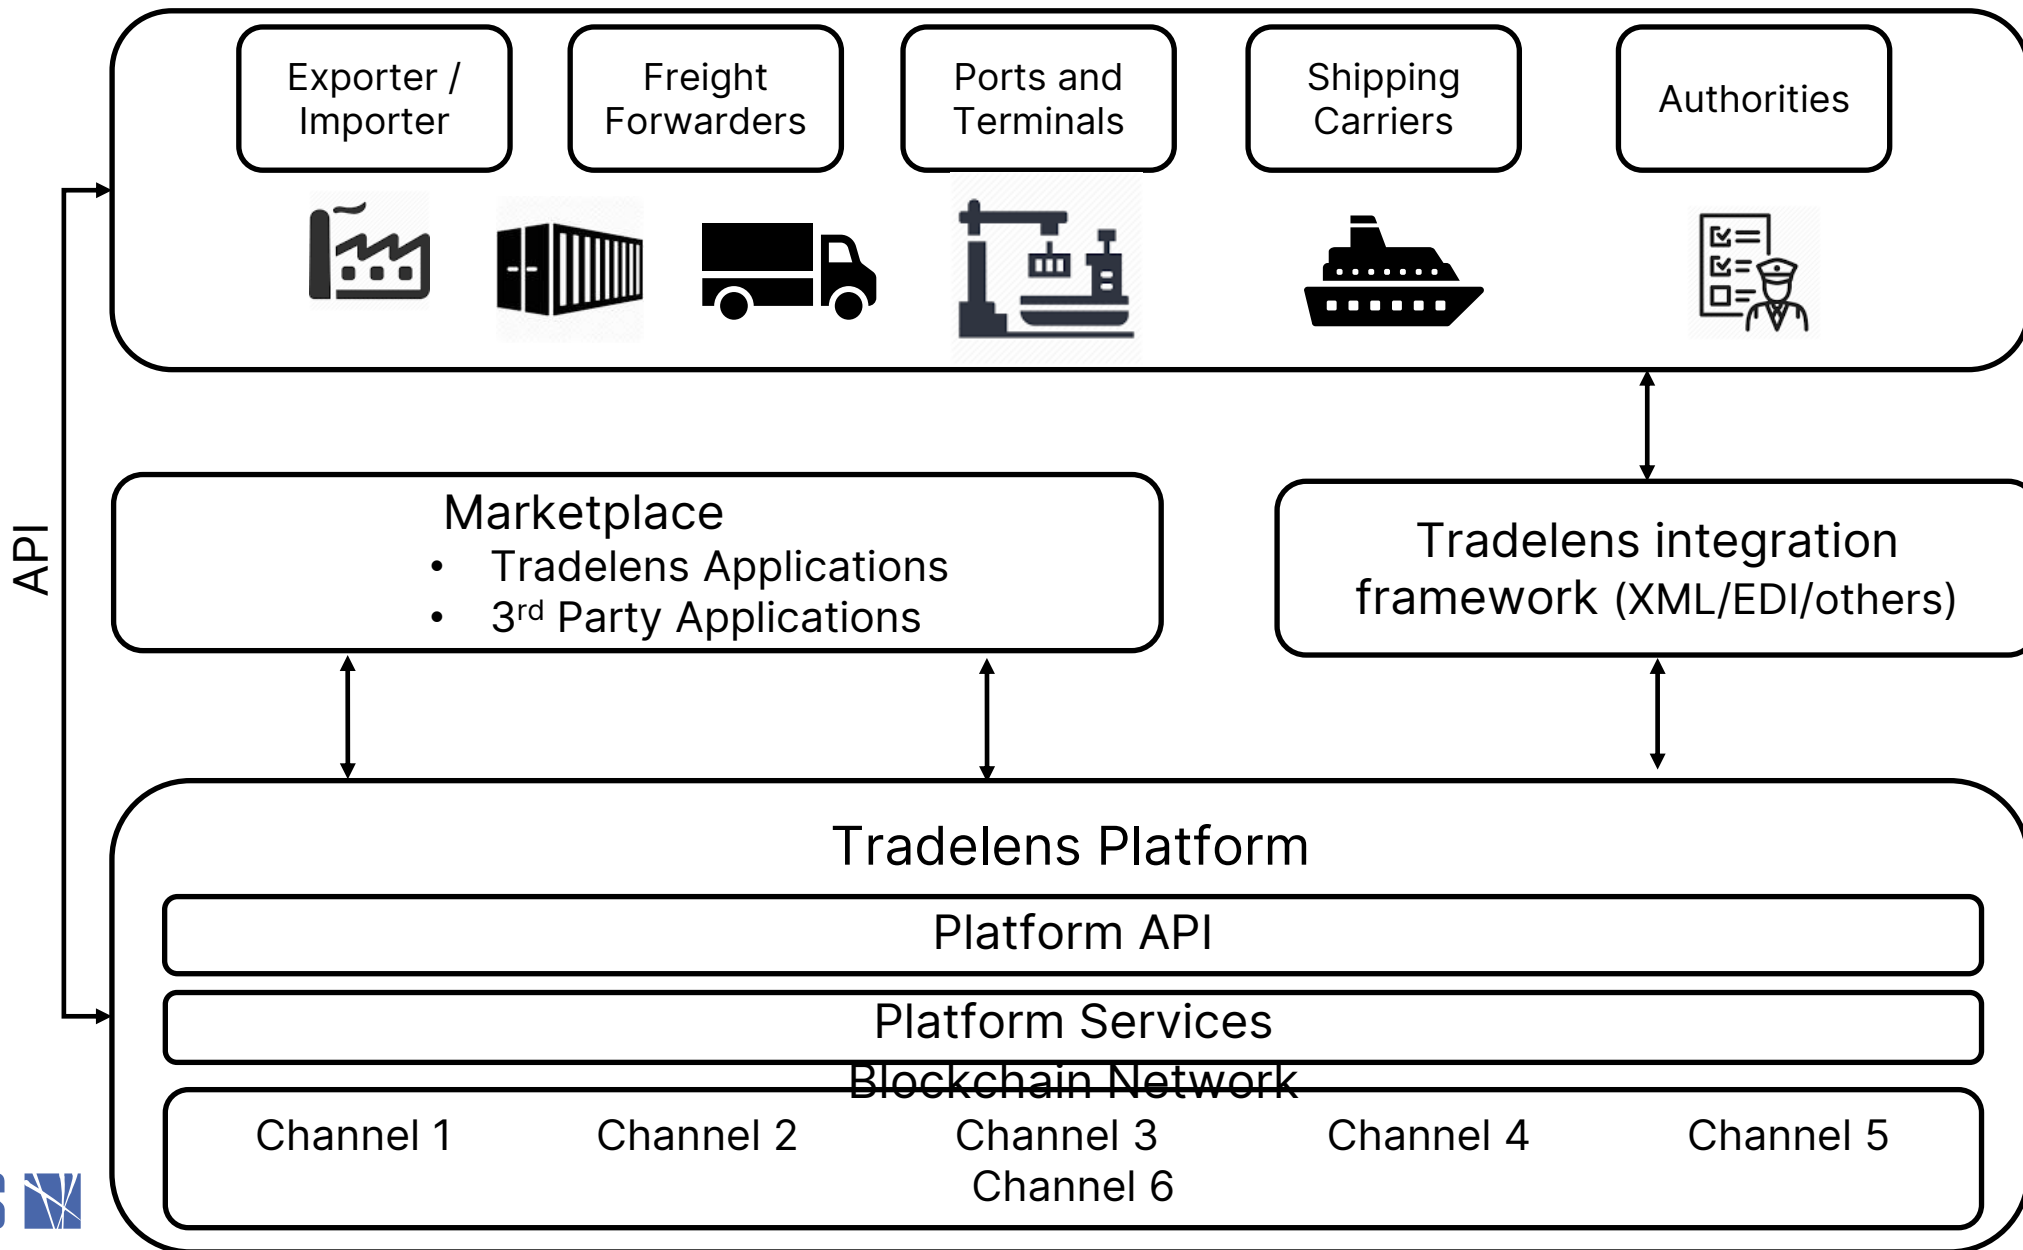 Exporter /
Importer
Freight
Forwarders
Ports and
Terminals
Shipping
Carriers
Authorities
API
Marketplace
• Tradelens Applications
• 3rd Party Applications
Tradelens integration
framework (XML/EDI/others)
Tradelens Platform
Platform API
Platform Services
Blockchain Network
Channel 1 Channel 2 Channel 3 Channel 4 Channel 5
Channel 6
S